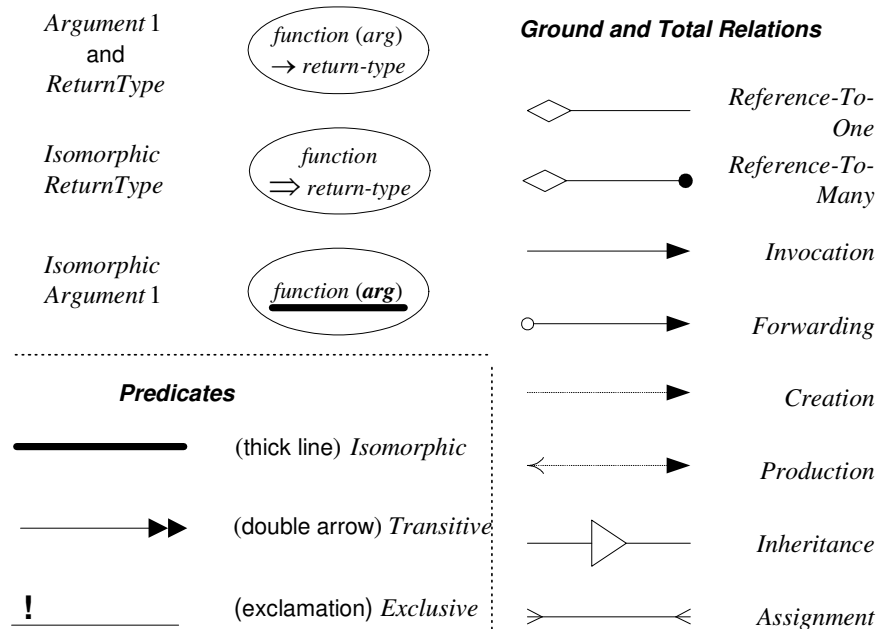 Argument 1
and
ReturnType
function (arg)
→ return-type
Isomorphic
ReturnType
function
⇒ return-type
Isomorphic
Argument 1
function (arg)
Predicates
(thick line) Isomorphic
(double arrow) Transitive
! (exclamation) Exclusive
Ground and Total Relations
Reference-To-
One
Reference-To-
Many
Invocation
Forwarding
Creation
Production
Inheritance
Assignment